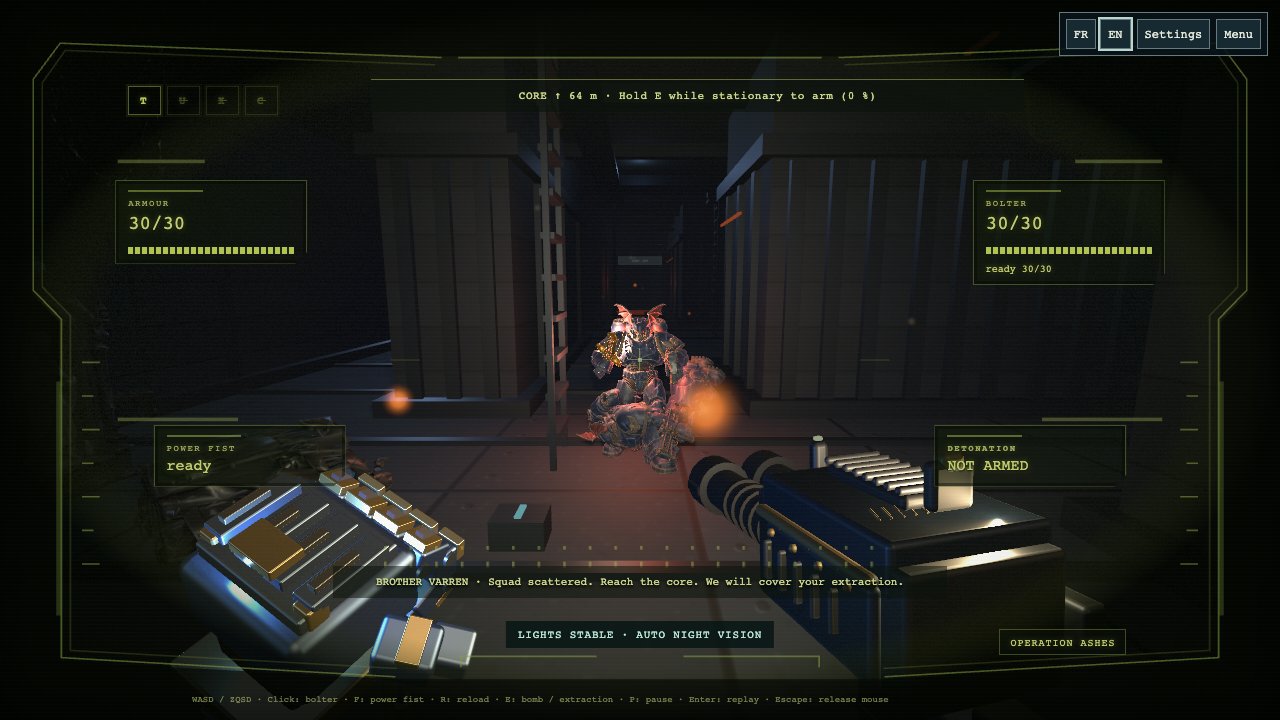 FR EN Settings Menu
CORE ↑ 64 m · Hold E while stationary to arm (0 %)
T
ARMOUR
30/30
BOLTER
30/30
ready 30/30
POWER FIST
ready
DETONATION
NOT ARMED
BROTHER VARREN · Squad scattered. Reach the core. We will cover your extraction.
LIGHTS STABLE · AUTO NIGHT VISION
OPERATION ASHES
WASD / ZQSD · Click: bolter · F: power fist · R: reload · E: bomb / extraction · P: pause · Enter: replay · Escape: release mouse